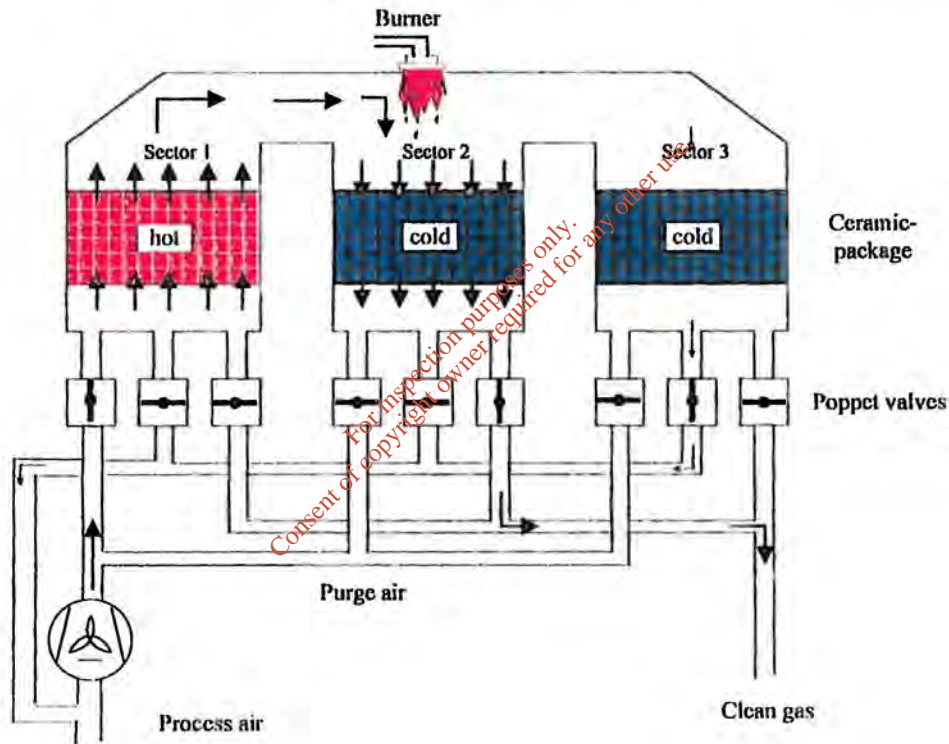 Burner
Sector 1
Sector 2
Sector 3
hot
cold
cold
Ceramic-
package
For inspection purposes only.
Consent of copyright owner required for any other use.
Poppet valves
Purge air
Process air
Clean gas